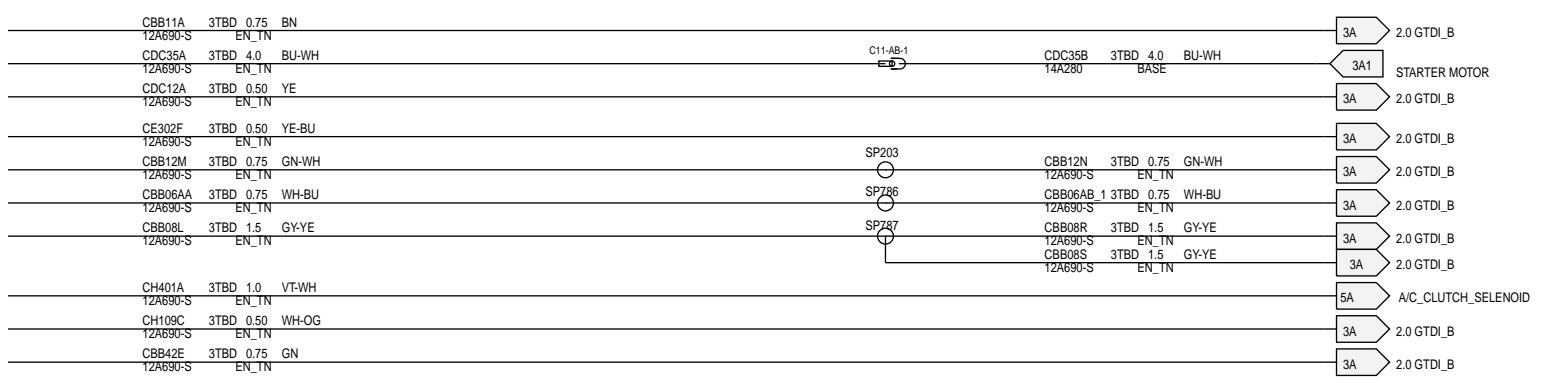 CBB11A 3TBD 0.75 BN
12A690-S EN_TN
3A 2.0 GTDI_B
CDC35A 3TBD 4.0 BU-WH C11-AB-1 CDC35B 3TBD 4.0 BU-WH
12A690-S EN_TN 14A280 BASE
3A1 STARTER MOTOR
CDC12A 3TBD 0.50 YE
12A690-S EN_TN
3A 2.0 GTDI_B
CE302F 3TBD 0.50 YE-BU
12A690-S EN_TN
3A 2.0 GTDI_B
CBB12M 3TBD 0.75 GN-WH SP203 CBB12N 3TBD 0.75 GN-WH
12A690-S EN_TN 12A690-S EN_TN
3A 2.0 GTDI_B
CBB06AA 3TBD 0.75 WH-BU SP786 CBB06AB_1 3TBD 0.75 WH-BU
12A690-S EN_TN 12A690-S EN_TN
3A 2.0 GTDI_B
CBB08L 3TBD 1.5 GY-YE SP787 CBB08R 3TBD 1.5 GY-YE
12A690-S EN_TN 12A690-S EN_TN
3A 2.0 GTDI_B
CBB08S 3TBD 1.5 GY-YE
12A690-S EN_TN
3A 2.0 GTDI_B
CH401A 3TBD 1.0 VT-WH
12A690-S EN_TN
5A A/C_CLUTCH_SELENOID
CH109C 3TBD 0.50 WH-OG
12A690-S EN_TN
3A 2.0 GTDI_B
CBB42E 3TBD 0.75 GN
12A690-S EN_TN
3A 2.0 GTDI_B